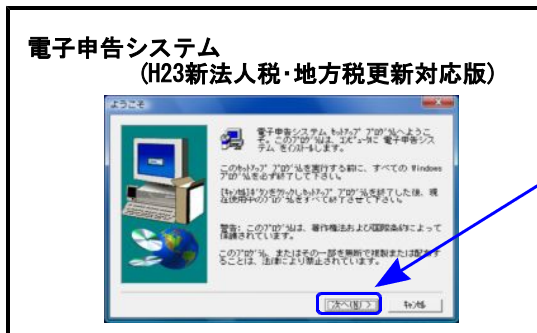 電子申告システム
(H23新法人税･地方税更新対応版)
ようこそ
電子申告システム ｾｯﾄｱｯﾌﾟ ﾌﾟﾛｸﾞﾗﾑへようこ
そ。このﾌﾟﾛｸﾞﾗﾑは、ｺﾝﾋﾟｭｰﾀに 電子申告シス
テム をｲﾝｽﾄｰﾙします。
このｾｯﾄｱｯﾌﾟ ﾌﾟﾛｸﾞﾗﾑを実行する前に、すべての Windows
ﾌﾟﾛｸﾞﾗﾑを必ず終了して下さい。
[ｷｬﾝｾﾙ]ﾎﾞﾀﾝをｸﾘｯｸしｾｯﾄｱｯﾌﾟ ﾌﾟﾛｸﾞﾗﾑを終了した後、現
在使用中のﾌﾟﾛｸﾞﾗﾑをすべて終了させて下さい。
警告: このﾌﾟﾛｸﾞﾗﾑは、著作権法および国際条約によって
保護されています。
このﾌﾟﾛｸﾞﾗﾑ、またはその一部を無断で複製または配布す
ることは、法律により禁止されています。
次へ(N) >
ｷｬﾝｾﾙ